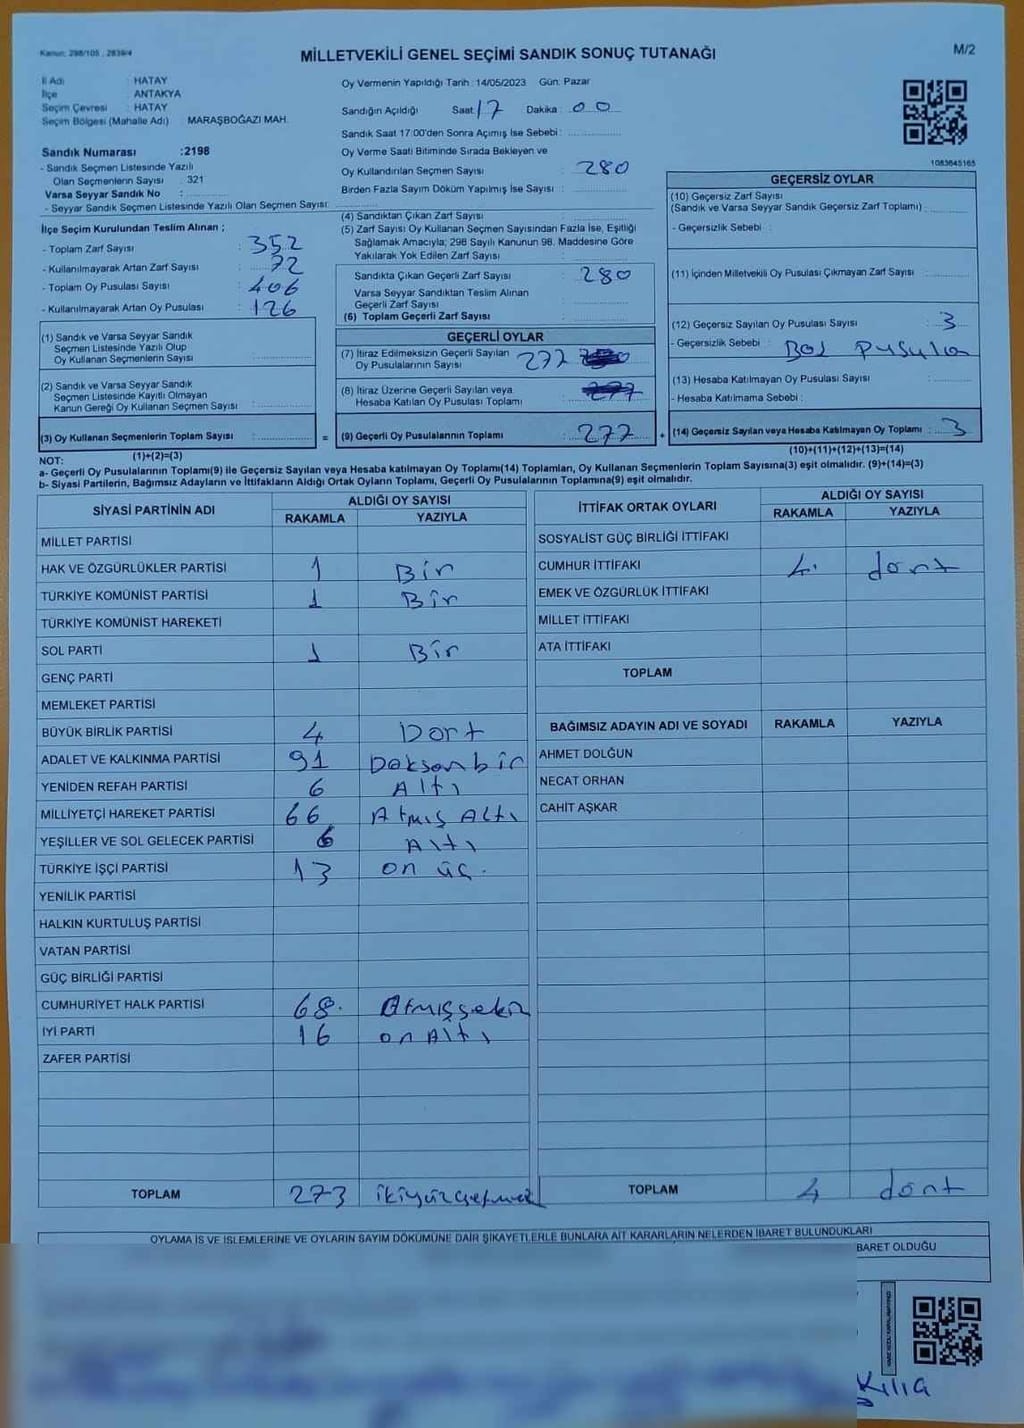 Kanun: 298/105 , 2839/4
MİLLETVEKİLİ GENEL SEÇİMİ SANDIK SONUÇ TUTANAĞI
M/2
İl Adı : HATAY
İlçe : ANTAKYA
Seçim Çevresi : HATAY
Seçim Bölgesi (Mahalle Adı) : MARAŞBOĞAZI MAH.
Oy Vermenin Yapıldığı Tarih : 14/05/2023 Gün: Pazar
Sandığın Açıldığı Saat: 17 Dakika : 00
Sandık Saat 17:00'den Sonra Açımış İse Sebebi :
Oy Verme Saati Bitiminde Sırada Bekleyen ve
Oy Kullandırılan Seçmen Sayısı : 280
Birden Fazla Sayım Döküm Yapılmış İse Sayısı :
1083645165
Sandık Numarası :2198
- Sandık Seçmen Listesinde Yazılı
Olan Seçmenlerin Sayısı : 321
Varsa Seyyar Sandık No :
- Seyyar Sandık Seçmen Listesinde Yazılı Olan Seçmen Sayısı:
İlçe Seçim Kurulundan Teslim Alınan ;
- Toplam Zarf Sayısı : 352
- Kullanılmayarak Artan Zarf Sayısı : 72
- Toplam Oy Pusulası Sayısı : 406
- Kullanılmayarak Artan Oy Pusulası : 126
(4) Sandıktan Çıkan Zarf Sayısı :
(5) Zarf Sayısı Oy Kullanan Seçmen Sayısından Fazla İse, Eşitliği
Sağlamak Amacıyla; 298 Sayılı Kanunun 98. Maddesine Göre
Yakılarak Yok Edilen Zarf Sayısı :
Sandıkta Çıkan Geçerli Zarf Sayısı : 280
Varsa Seyyar Sandıktan Teslim Alınan
Geçerli Zarf Sayısı :
(6) Toplam Geçerli Zarf Sayısı :
GEÇERSİZ OYLAR
(10) Geçersiz Zarf Sayısı
(Sandık ve Varsa Seyyar Sandık Geçersiz Zarf Toplamı) :
- Geçersizlik Sebebi :
(11) İçinden Milletvekili Oy Pusulası Çıkmayan Zarf Sayısı :
(12) Geçersiz Sayılan Oy Pusulası Sayısı : 3
- Geçersizlik Sebebi : Boş Pusula
(13) Hesaba Katılmayan Oy Pusulası Sayısı :
- Hesaba Katılmama Sebebi :
(14) Geçersiz Sayılan veya Hesaba Katılmayan Oy Toplamı : 3
(10)+(11)+(12)+(13)=(14)
(1) Sandık ve Varsa Seyyar Sandık
Seçmen Listesinde Yazılı Olup
Oy Kullanan Seçmenlerin Sayısı :
(2) Sandık ve Varsa Seyyar Sandık
Seçmen Listesinde Kayıtlı Olmayan
Kanun Gereği Oy Kullanan Seçmen Sayısı :
(3) Oy Kullanan Seçmenlerin Toplam Sayısı : =
(1)+(2)=(3)
GEÇERLİ OYLAR
(7) İtiraz Edilmeksizin Geçerli Sayılan
Oy Pusulalarının Sayısı : 277
(8) İtiraz Üzerine Geçerli Sayılan veya
Hesaba Katılan Oy Pusulası Toplamı : 277
(9) Geçerli Oy Pusulalarının Toplamı : 277 +
NOT:
a- Geçerli Oy Pusulalarının Toplamı(9) ile Geçersiz Sayılan veya Hesaba katılmayan Oy Toplamı(14) Toplamları, Oy Kullanan Seçmenlerin Toplam Sayısına(3) eşit olmalıdır. (9)+(14)=(3)
b- Siyasi Partilerin, Bağımsız Adayların ve İttifakların Aldığı Ortak Oyların Toplamı, Geçerli Oy Pusulalarının Toplamına(9) eşit olmalıdır.
SİYASİ PARTİNİN ADI ALDIĞI OY SAYISI
RAKAMLA YAZIYLA
MİLLET PARTİSİ
HAK VE ÖZGÜRLÜKLER PARTİSİ 1 Bir
TÜRKİYE KOMÜNİST PARTİSİ 1 Bir
TÜRKİYE KOMÜNİST HAREKETİ
SOL PARTİ 1 Bir
GENÇ PARTİ
MEMLEKET PARTİSİ
BÜYÜK BİRLİK PARTİSİ 4 Dort
ADALET VE KALKINMA PARTİSİ 91 Doksanbir
YENİDEN REFAH PARTİSİ 6 Altı
MİLLİYETÇİ HAREKET PARTİSİ 66 Atmış Altı
YEŞİLLER VE SOL GELECEK PARTİSİ 6 Altı
TÜRKİYE İŞÇİ PARTİSİ 13 on üç.
YENİLİK PARTİSİ
HALKIN KURTULUŞ PARTİSİ
VATAN PARTİSİ
GÜÇ BİRLİĞİ PARTİSİ
CUMHURİYET HALK PARTİSİ 68. Atmışsekiz
İYİ PARTİ 16 on Altı
ZAFER PARTİSİ
TOPLAM 273
İTTİFAK ORTAK OYLARI ALDIĞI OY SAYISI
RAKAMLA YAZIYLA
SOSYALİST GÜÇ BİRLİĞİ İTTİFAKI
CUMHUR İTTİFAKI 4. dört
EMEK VE ÖZGÜRLÜK İTTİFAKI
MİLLET İTTİFAKI
ATA İTTİFAKI
TOPLAM
BAĞIMSIZ ADAYIN ADI VE SOYADI RAKAMLA YAZIYLA
AHMET DOLĞUN
NECAT ORHAN
CAHİT AŞKAR
TOPLAM 4 dört
OYLAMA İŞ VE İŞLEMLERİNE VE OYLARIN SAYIM DÖKÜMÜNE DAİR ŞİKAYETLERLE BUNLARA AİT KARARLARIN NELERDEN İBARET BULUNDUKLARI
BARET OLDUĞU